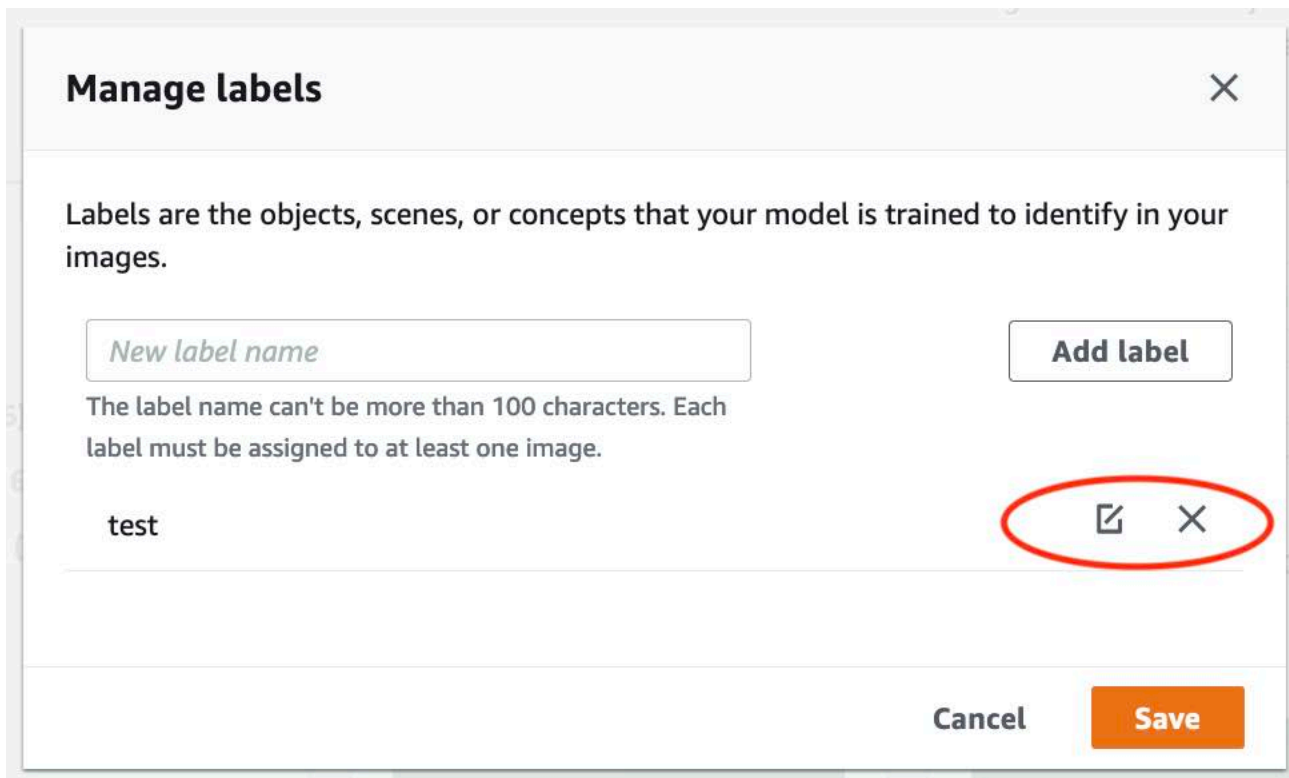 Manage labels
Labels are the objects, scenes, or concepts that your model is trained to identify in your
images.
New label name
Add label
The label name can't be more than 100 characters. Each
label must be assigned to at least one image.
test
Cancel
Save